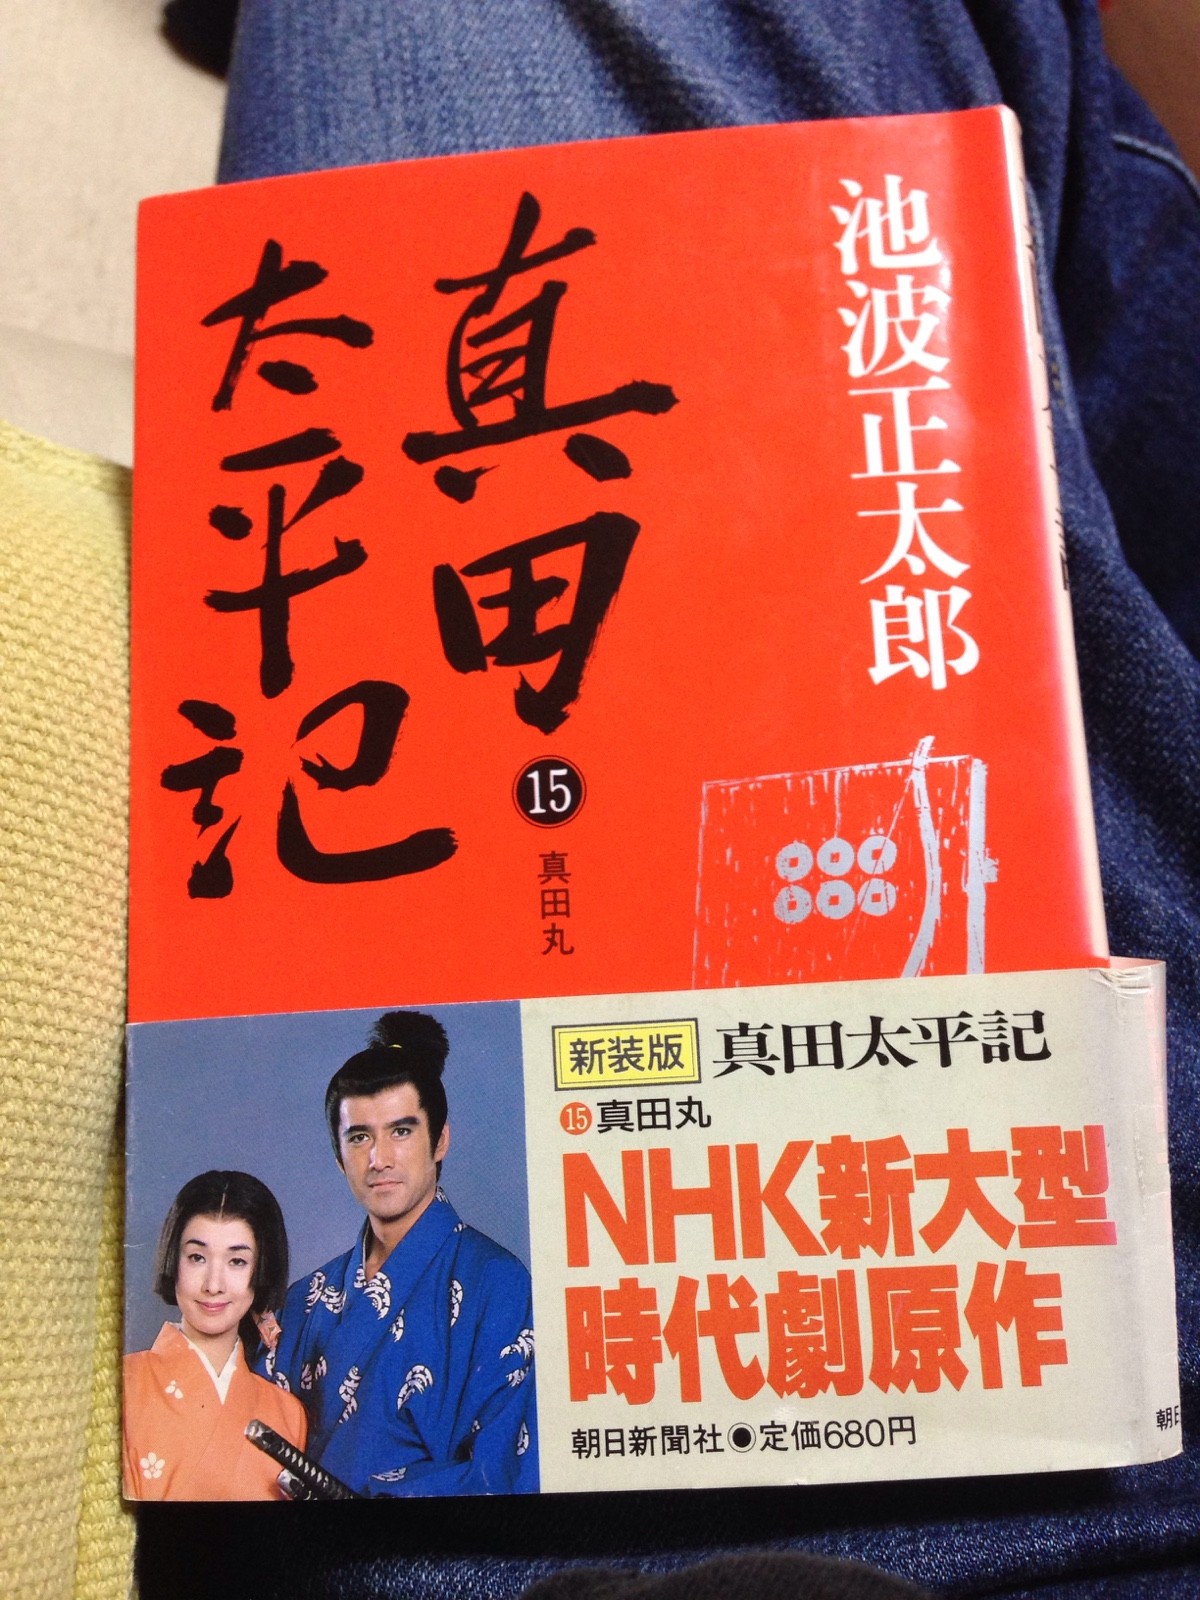 池波正太郎
真田
太平記
15
真田丸
新装版 真田太平記
15 真田丸
NHK新大型
時代劇原作
朝日新聞社●定価680円